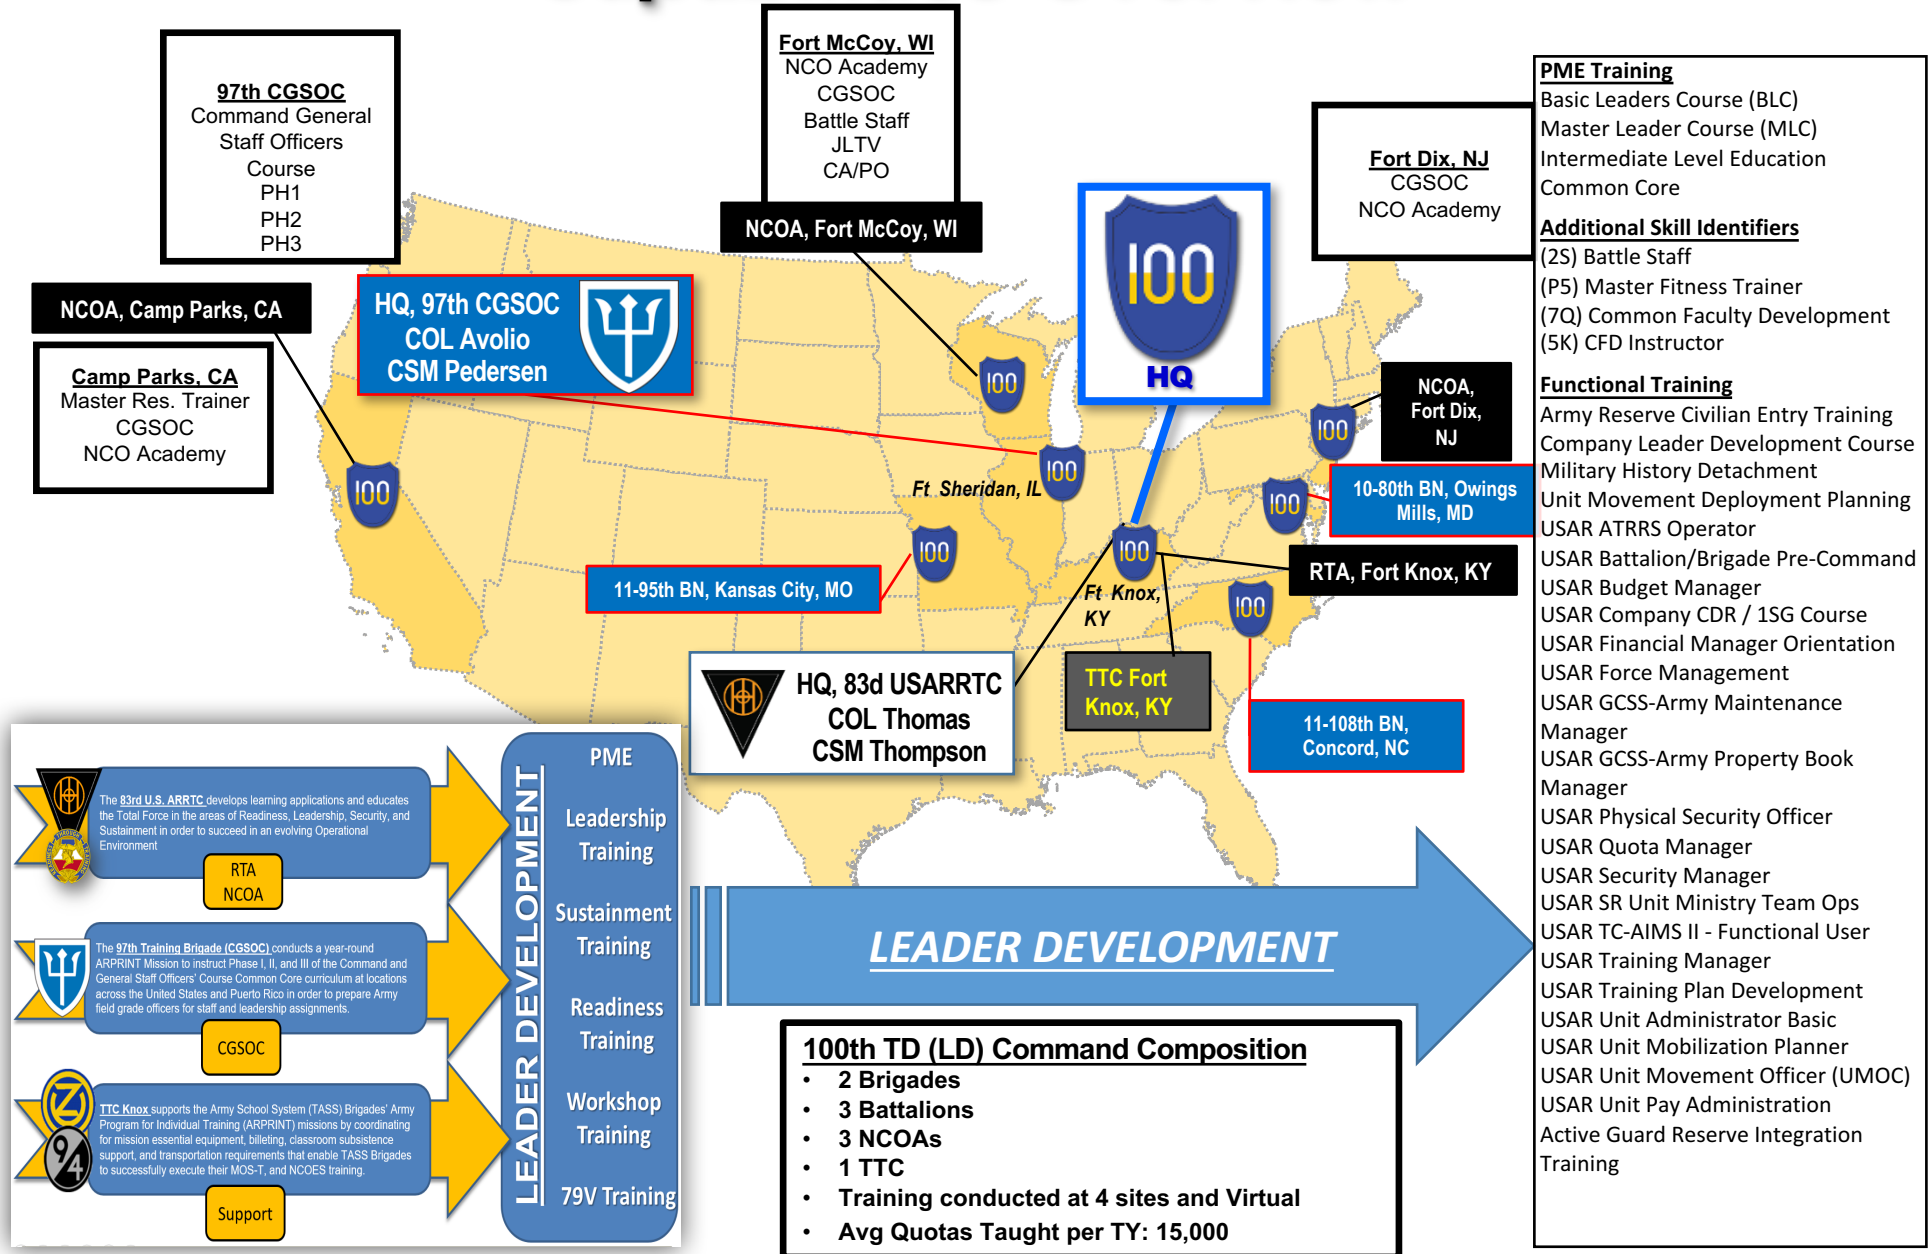 97th CGSOC
Command General
Staff Officers
Course
PH1
PH2
PH3
Fort McCoy, WI
NCO Academy
CGSOC
Battle Staff
JLTV
CA/PO
NCOA, Fort McCoy, WI
Fort Dix, NJ
CGSOC
NCO Academy
100
HQ
NCOA, Camp Parks, CA
Camp Parks, CA
Master Res. Trainer
CGSOC
NCO Academy
HQ, 97th CGSOC
COL Avolio
CSM Pedersen
100
100
100
Ft Sheridan, IL
100
NCOA,
Fort Dix,
NJ
100
10-80th BN, Owings
Mills, MD
100
11-95th BN, Kansas City, MO
100
Ft Knox,
KY
RTA, Fort Knox, KY
100
HQ, 83d USARRTC
COL Thomas
CSM Thompson
TTC Fort
Knox, KY
11-108th BN,
Concord, NC
The 83rd U.S. ARRTC develops learning applications and educates
the Total Force in the areas of Readiness, Leadership, Security, and
Sustainment in order to succeed in an evolving Operational
Environment
RTA
NCOA
The 97th Training Brigade (CGSOC) conducts a year-round
ARPRINT Mission to instruct Phase I, II, and III of the Command and
General Staff Officers' Course Common Core curriculum at locations
across the United States and Puerto Rico in order to prepare Army
field grade officers for staff and leadership assignments.
CGSOC
94
TTC Knox supports the Army School System (TASS) Brigades' Army
Program for Individual Training (ARPRINT) missions by coordinating
for mission essential equipment, billeting, classroom subsistence
support, and transportation requirements that enable TASS Brigades
to successfully execute their MOS-T, and NCOES training.
Support
LEADER DEVELOPMENT
PME
Leadership
Training
Sustainment
Training
Readiness
Training
Workshop
Training
79V Training
LEADER DEVELOPMENT
100th TD (LD) Command Composition
• 2 Brigades
• 3 Battalions
• 3 NCOAs
• 1 TTC
• Training conducted at 4 sites and Virtual
• Avg Quotas Taught per TY: 15,000
PME Training
Basic Leaders Course (BLC)
Master Leader Course (MLC)
Intermediate Level Education
Common Core
Additional Skill Identifiers
(2S) Battle Staff
(P5) Master Fitness Trainer
(7Q) Common Faculty Development
(5K) CFD Instructor
Functional Training
Army Reserve Civilian Entry Training
Company Leader Development Course
Military History Detachment
Unit Movement Deployment Planning
USAR ATRRS Operator
USAR Battalion/Brigade Pre-Command
USAR Budget Manager
USAR Company CDR / 1SG Course
USAR Financial Manager Orientation
USAR Force Management
USAR GCSS-Army Maintenance
Manager
USAR GCSS-Army Property Book
Manager
USAR Physical Security Officer
USAR Quota Manager
USAR Security Manager
USAR SR Unit Ministry Team Ops
USAR TC-AIMS II - Functional User
USAR Training Manager
USAR Training Plan Development
USAR Unit Administrator Basic
USAR Unit Mobilization Planner
USAR Unit Movement Officer (UMOC)
USAR Unit Pay Administration
Active Guard Reserve Integration
Training